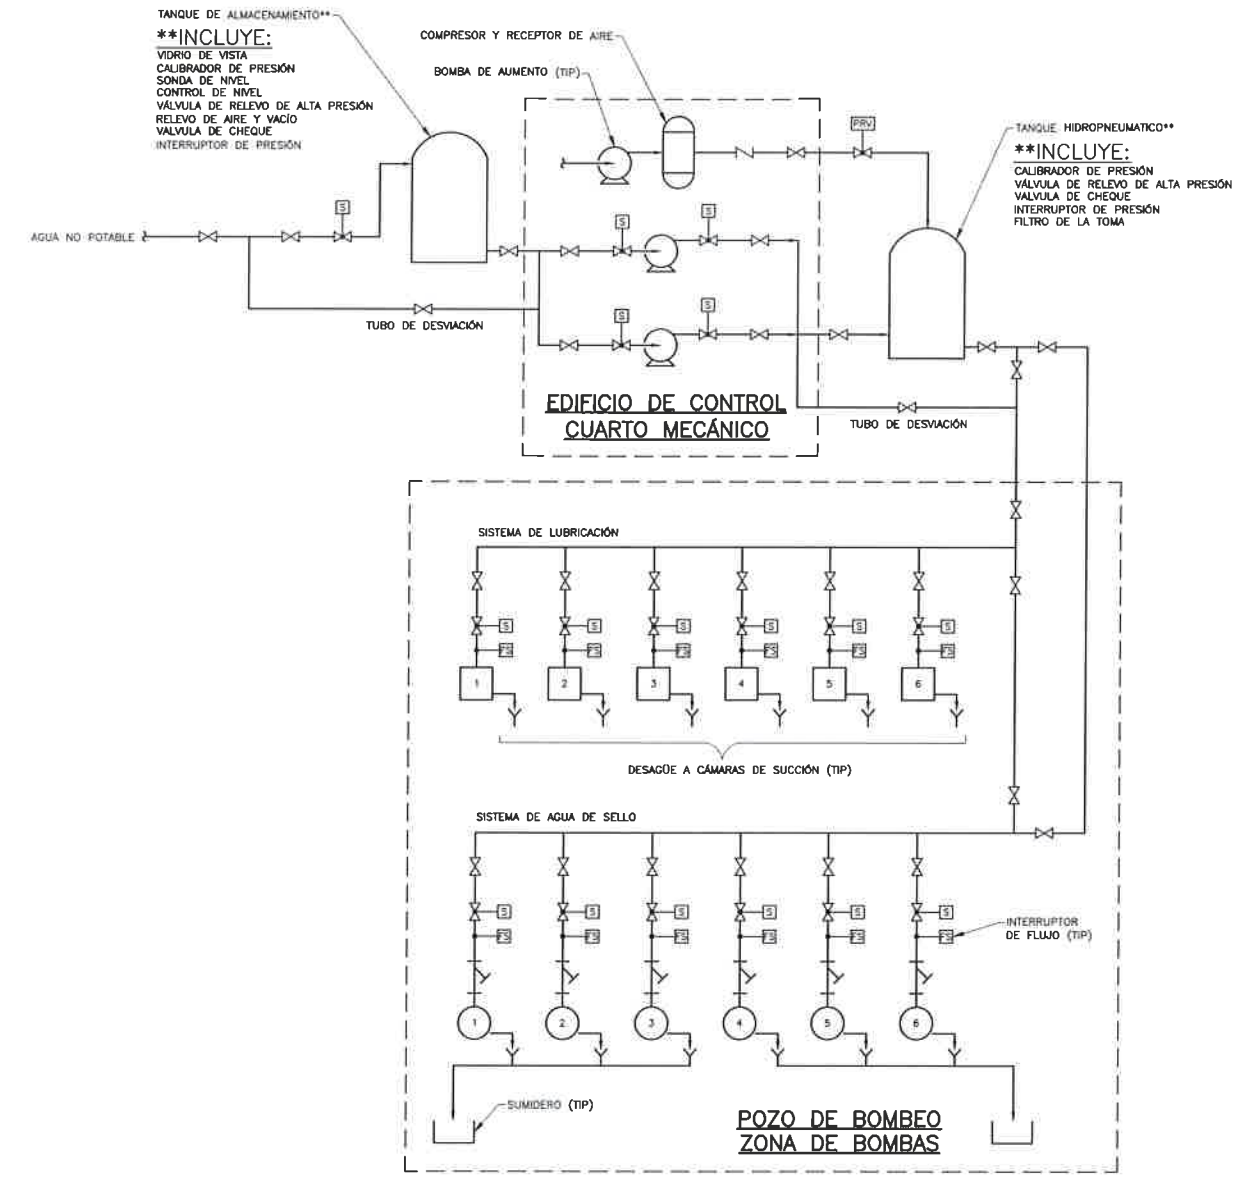 TANQUE DE ALMACENAMIENTO**
**INCLUYE:
VIDRIO DE VISTA
CALIBRADOR DE PRESIÓN
SONDA DE NIVEL
CONTROL DE NIVEL
VÁLVULA DE RELEVO DE ALTA PRESIÓN
RELEVO DE AIRE Y VACÍO
VALVULA DE CHEQUE
INTERRUPTOR DE PRESIÓN
COMPRESOR Y RECEPTOR DE AIRE
BOMBA DE AUMENTO (TIP)
PRV
TANQUE HIDROPNEUMATICO**
**INCLUYE:
CALIBRADOR DE PRESIÓN
VÁLVULA DE RELEVO DE ALTA PRESIÓN
VALVULA DE CHEQUE
INTERRUPTOR DE PRESIÓN
FILTRO DE LA TOMA
S
S
S
AGUA NO POTABLE
S
S
TUBO DE DESVIACIÓN
EDIFICIO DE CONTROL
CUARTO MECÁNICO
TUBO DE DESVIACIÓN
SISTEMA DE LUBRICACIÓN
S S S S S S
FS FS FS FS FS FS
1 2 3 4 5 6
DESAGÜE A CÁMARAS DE SUCCIÓN (TIP)
SISTEMA DE AGUA DE SELLO
S S S S S S
FS FS FS FS FS FS
INTERRUPTOR
DE FLUJO (TIP)
1 2 3 4 5 6
SUMIDERO (TIP)
POZO DE BOMBEO
ZONA DE BOMBAS